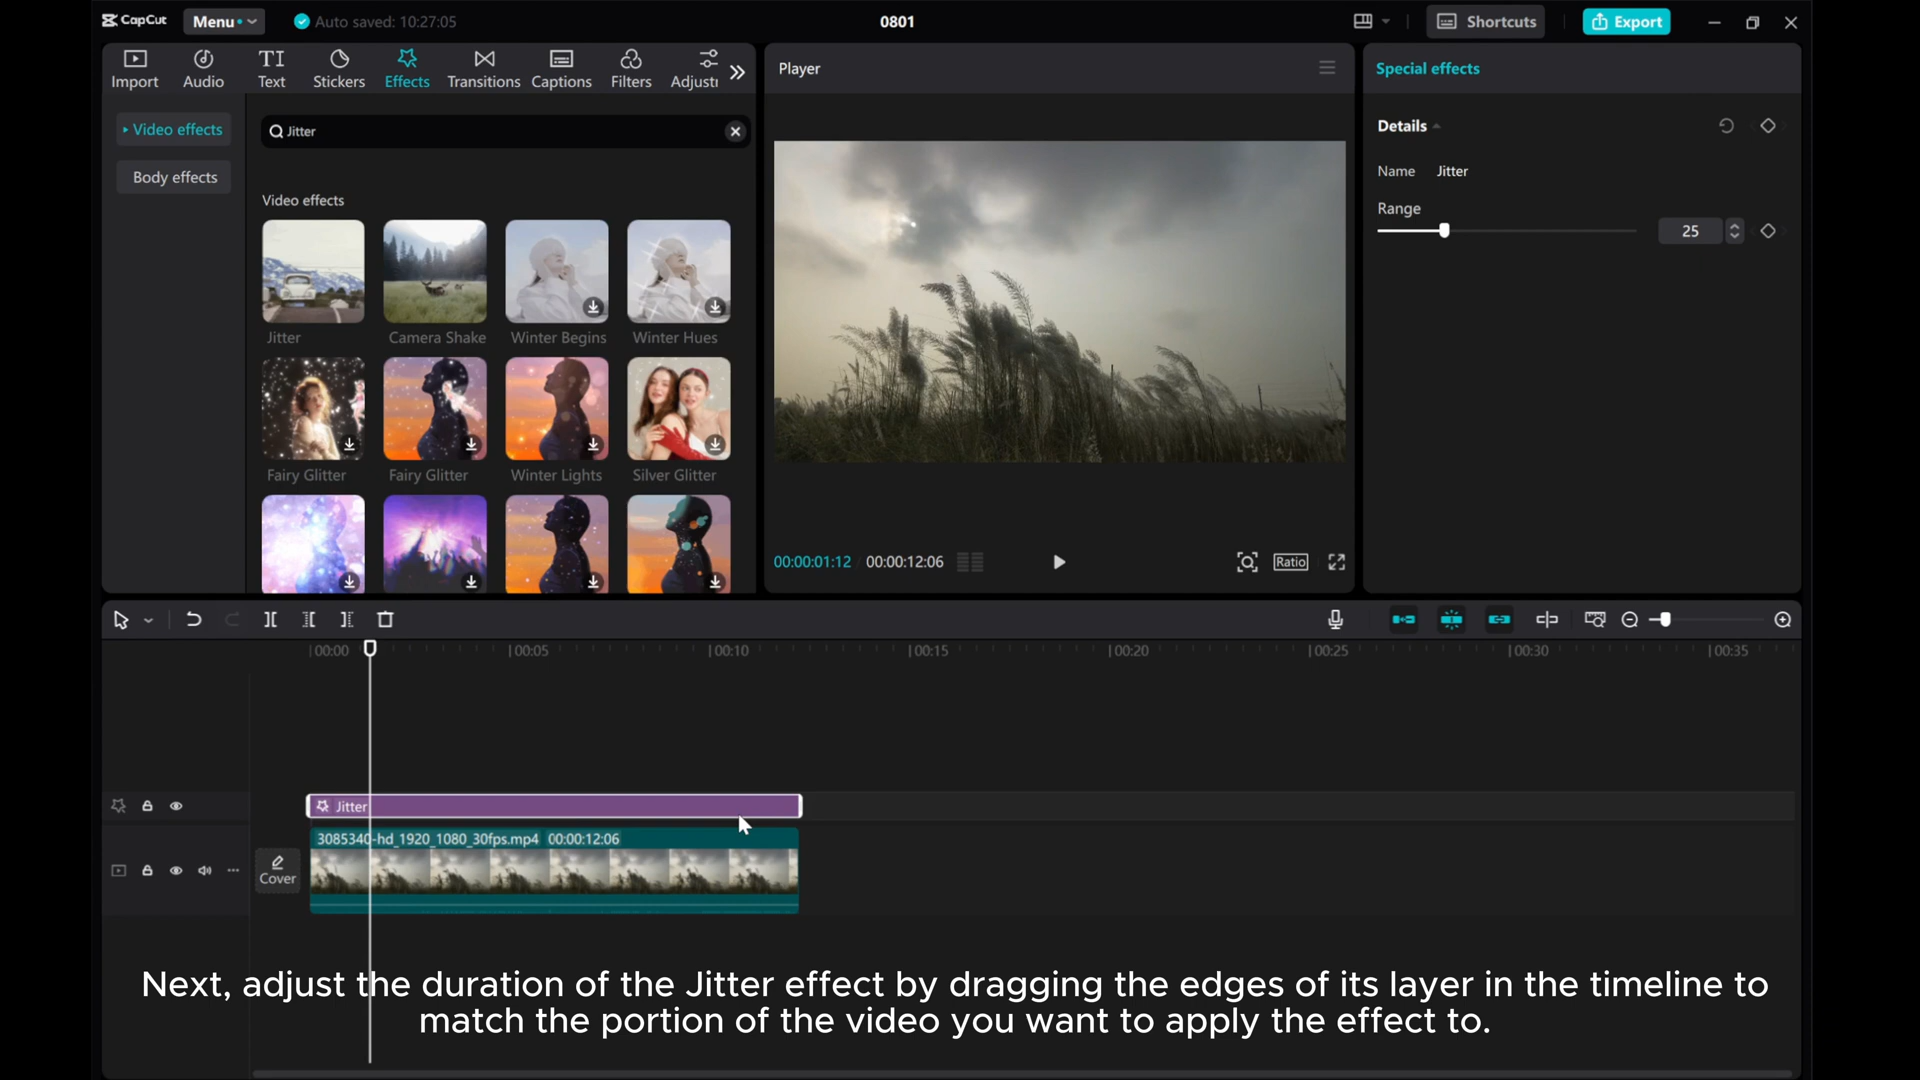 CapCut
Menu
Auto saved: 10:27:05
0801
Shortcuts
Export
Import
Audio
Text
Stickers
Effects
Transitions
Captions
Filters
Adjustr
Video effects
Body effects
Jitter
Video effects
Jitter
Camera Shake
Winter Begins
Winter Hues
Fairy Glitter
Fairy Glitter
Winter Lights
Silver Glitter
Player
00:00:01:12
00:00:12:06
Ratio
Special effects
Details
Name Jitter
Range
25
00:00
00:05
00:10
00:15
00:20
00:25
00:30
00:35
Jitter
3085340-hd_1920_1080_30fps.mp4 00:00:12:06
Cover
Next, adjust the duration of the Jitter effect by dragging the edges of its layer in the timeline to
match the portion of the video you want to apply the effect to.